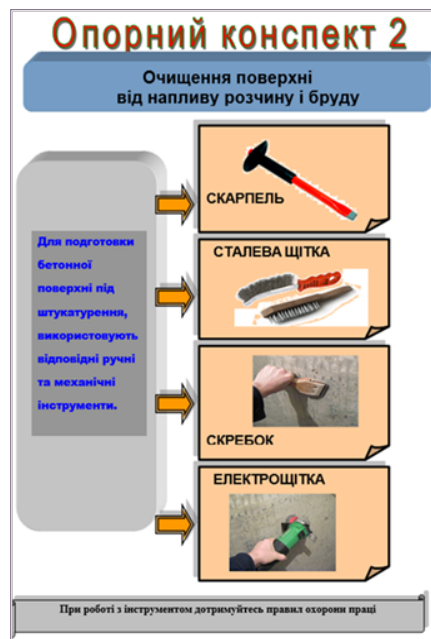 Опорний конспект 2
Очищення поверхні
від напливу розчину і бруду
Для подготовки
бетонної
поверхні під
штукатурення,
використовують
відповідні ручні
та механічні
інструменти.
СКАРПЕЛЬ
СТАЛЕВА ЩІТКА
СКРЕБОК
ЕЛЕКТРОЩІТКА
При роботі з інструментом дотримуйтесь правил охорони праці